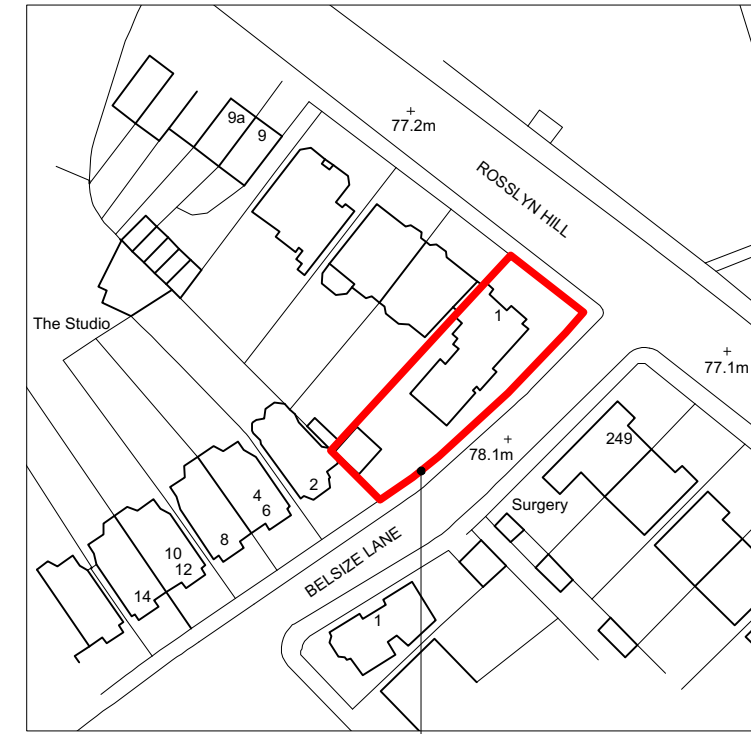 9a
9
77.2m
ROSSLYN HILL
1
The Studio
77.1m
249
78.1m
2
Surgery
4
6
8
10
12
14
BELSIZE LANE
1